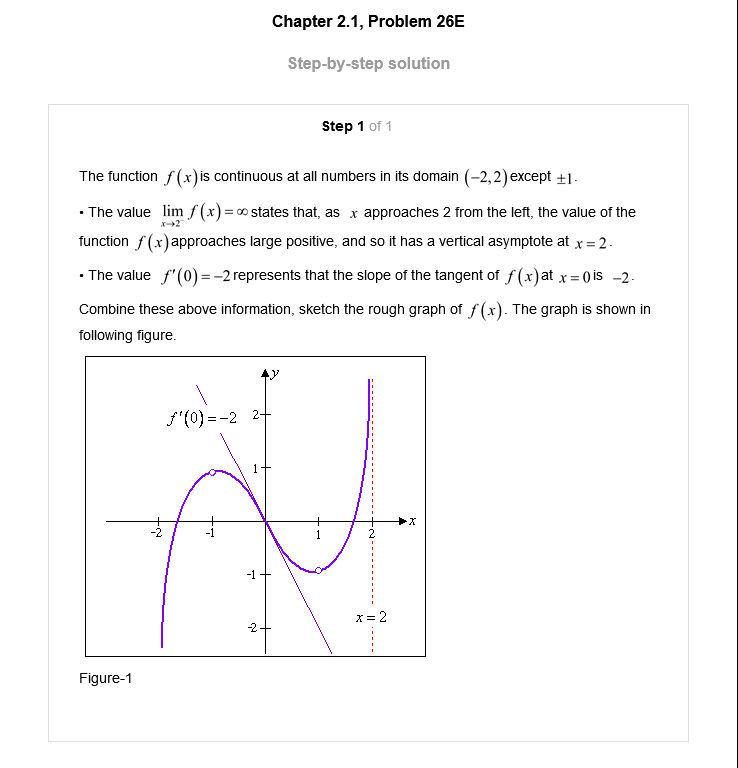 Chapter 2.1, Problem 26E
Step-by-step solution
Step 1 of 1
The function f(x) is continuous at all numbers in its domain (−2,2) except ±1.
• The value lim x→2⁻ f(x) = ∞ states that, as x approaches 2 from the left, the value of the
function f(x) approaches large positive, and so it has a vertical asymptote at x = 2.
• The value f'(0) = −2 represents that the slope of the tangent of f(x) at x = 0 is −2.
Combine these above information, sketch the rough graph of f(x). The graph is shown in
following figure.
y
f'(0) = −2
2
1
x
-2
-1
1
2
-1
x = 2
-2
Figure-1